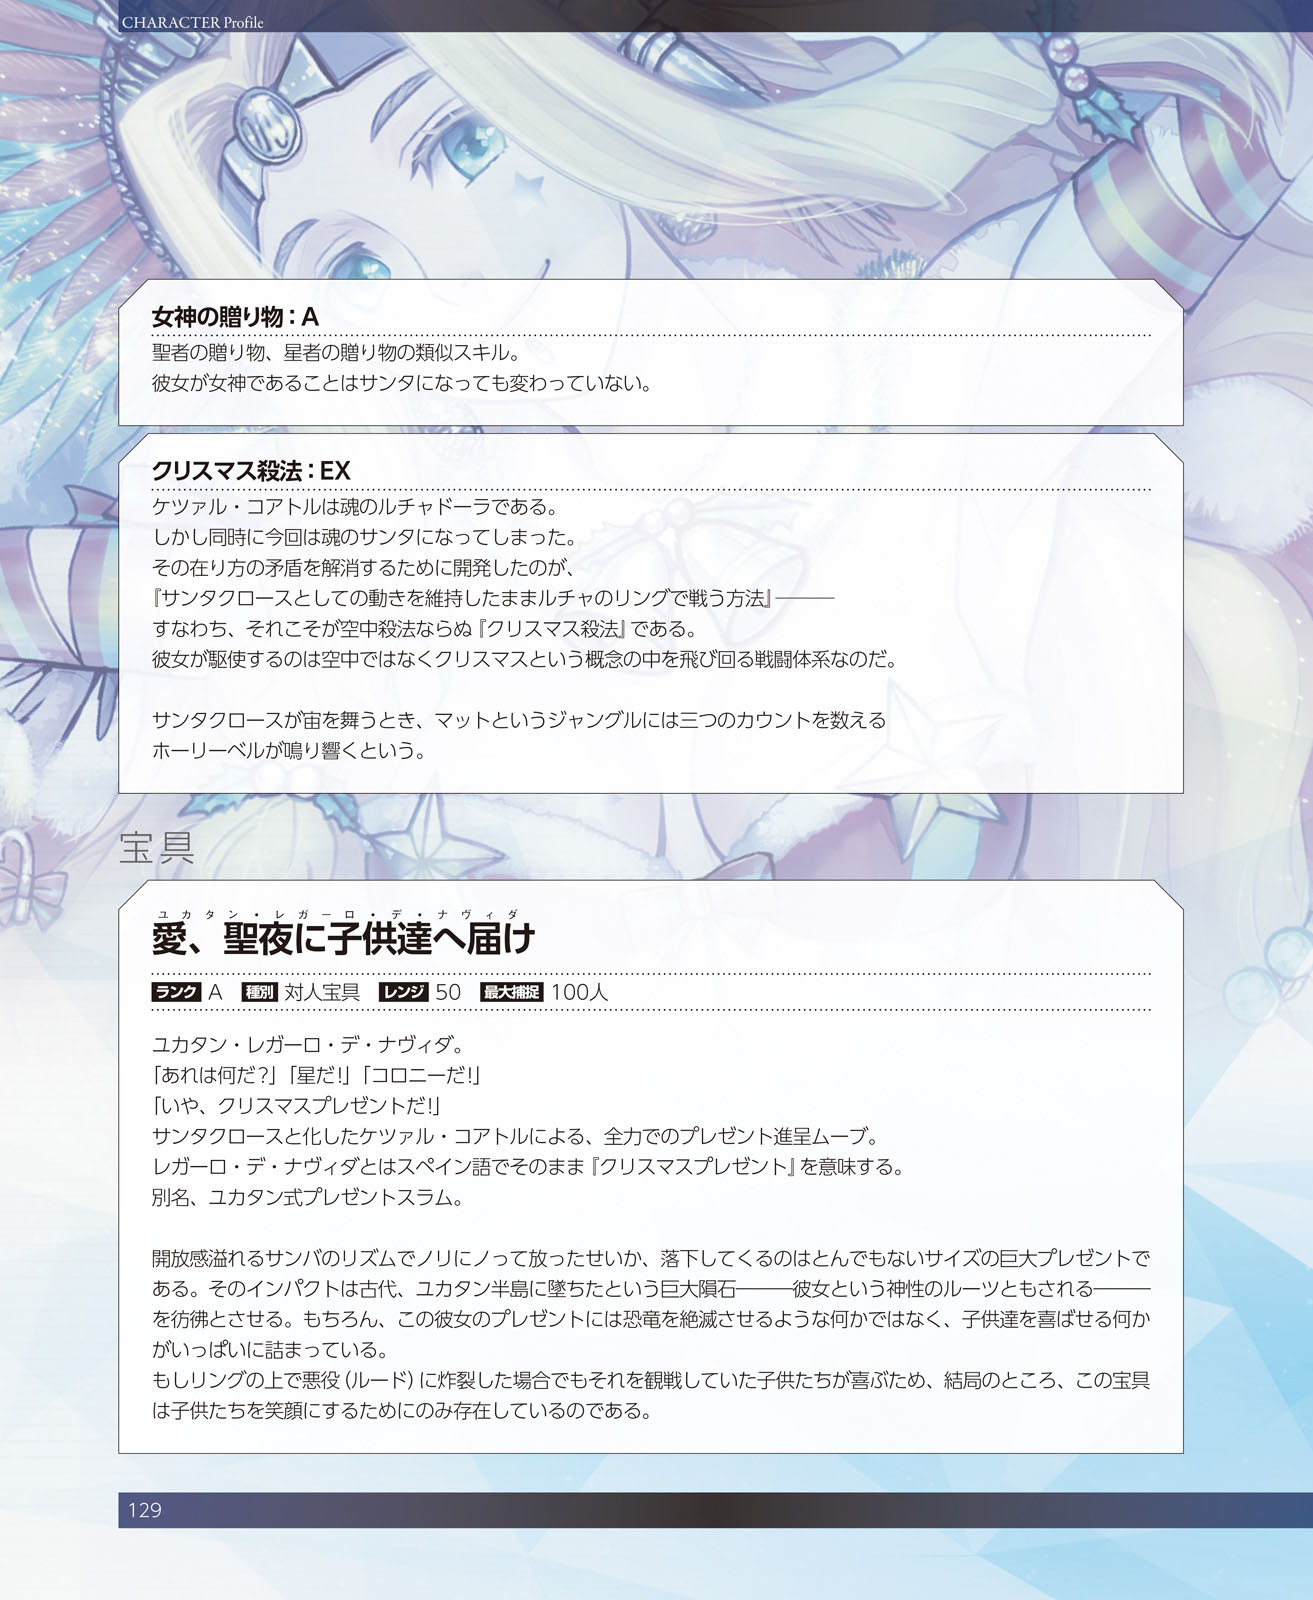 CHARACTER Profile
女神の贈り物：A
聖者の贈り物、星者の贈り物の類似スキル。
彼女が女神であることはサンタになっても変わっていない。
クリスマス殺法：EX
ケツァル・コアトルは魂のルチャドーラである。
しかし同時に今回は魂のサンタになってしまった。
その在り方の矛盾を解消するために開発したのが、
『サンタクロースとしての動きを維持したままルチャのリングで戦う方法』———
すなわち、それこそが空中殺法ならぬ『クリスマス殺法』である。
彼女が駆使するのは空中ではなくクリスマスという概念の中を飛び回る戦闘体系なのだ。
サンタクロースが宙を舞うとき、マットというジャングルには三つのカウントを数える
ホーリーベルが鳴り響くという。
宝具
ユカタン・レガーロ・デ・ナヴィダ
愛、聖夜に子供達へ届け
ランク A 種別 対人宝具 レンジ 50 最大捕捉 100人
ユカタン・レガーロ・デ・ナヴィダ。
「あれは何だ？」「星だ！」「コロニーだ！」
「いや、クリスマスプレゼントだ！」
サンタクロースと化したケツァル・コアトルによる、全力でのプレゼント進呈ムーブ。
レガーロ・デ・ナヴィダとはスペイン語でそのまま『クリスマスプレゼント』を意味する。
別名、ユカタン式プレゼントスラム。
開放感溢れるサンバのリズムでノリにノって放ったせいか、落下してくるのはとんでもないサイズの巨大プレゼントで
ある。そのインパクトは古代、ユカタン半島に墜ちたという巨大隕石———彼女という神性のルーツともされる———
を彷彿とさせる。もちろん、この彼女のプレゼントには恐竜を絶滅させるような何かではなく、子供達を喜ばせる何か
がいっぱいに詰まっている。
もしリングの上で悪役（ルード）に炸裂した場合でもそれを観戦していた子供たちが喜ぶため、結局のところ、この宝具
は子供たちを笑顔にするためにのみ存在しているのである。
129